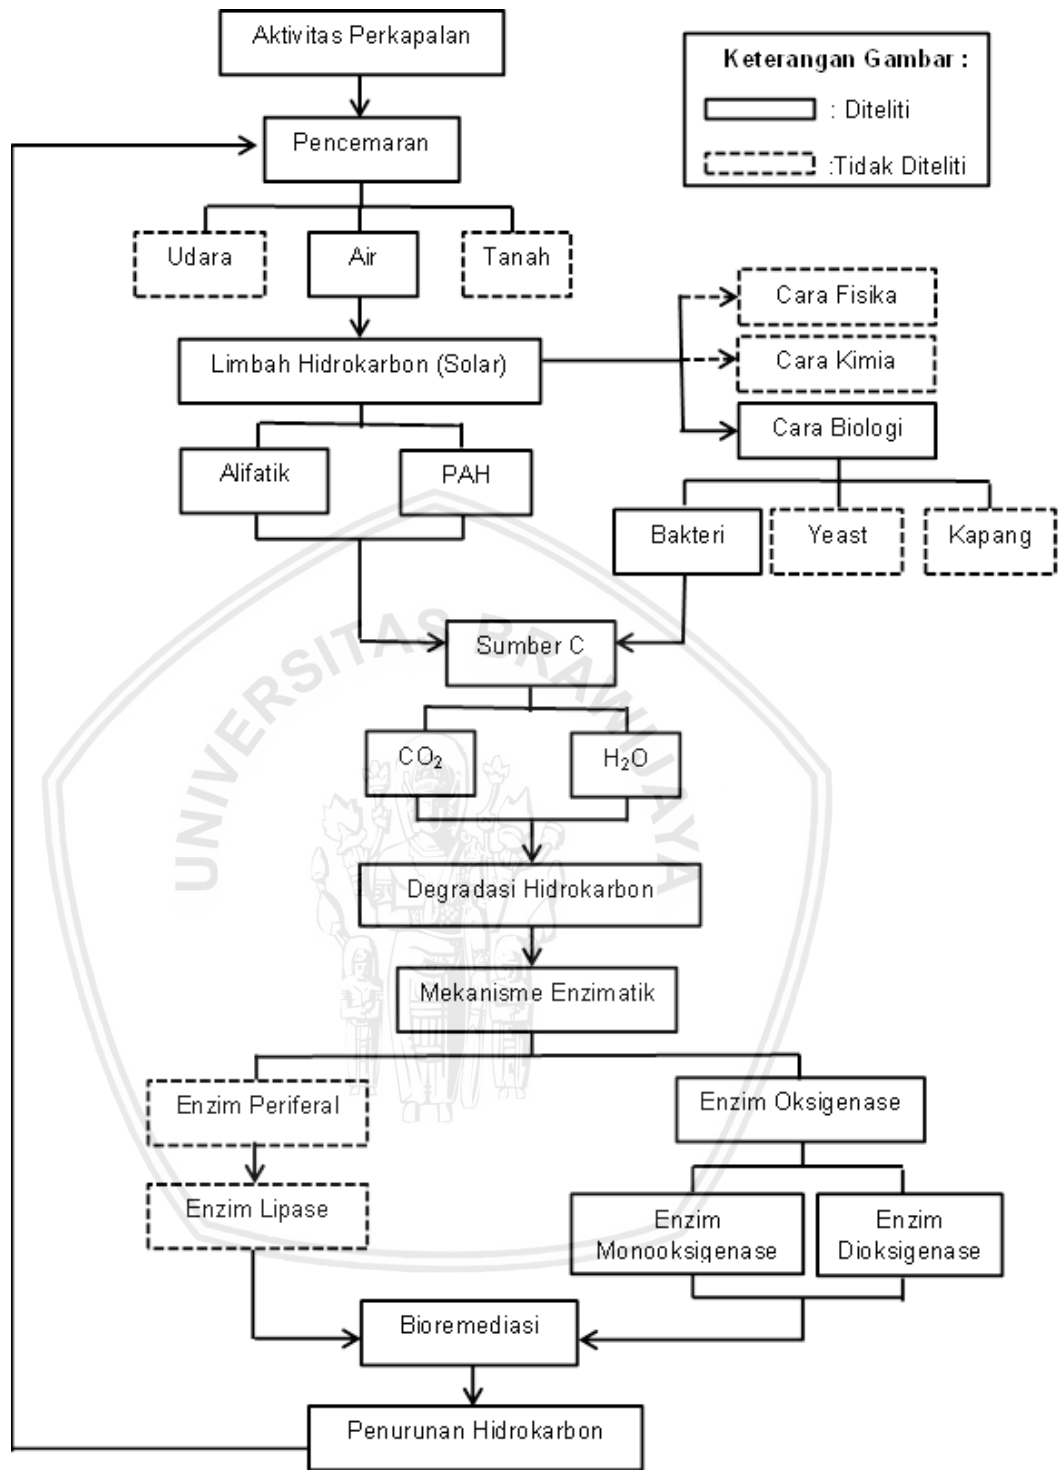 Aktivitas Perkapalan
Keterangan Gambar :
: Diteliti
:Tidak Diteliti
Pencemaran
Udara
Air
Tanah
Cara Fisika
Limbah Hidrokarbon (Solar)
Cara Kimia
Cara Biologi
Alifatik
PAH
Bakteri
Yeast
Kapang
Sumber C
CO₂
H₂O
Degradasi Hidrokarbon
Mekanisme Enzimatik
Enzim Periferal
Enzim Oksigenase
Enzim Lipase
Enzim
Monooksigenase
Enzim
Dioksigenase
Bioremediasi
Penurunan Hidrokarbon
UNIVERSITAS BRAWIJAYA